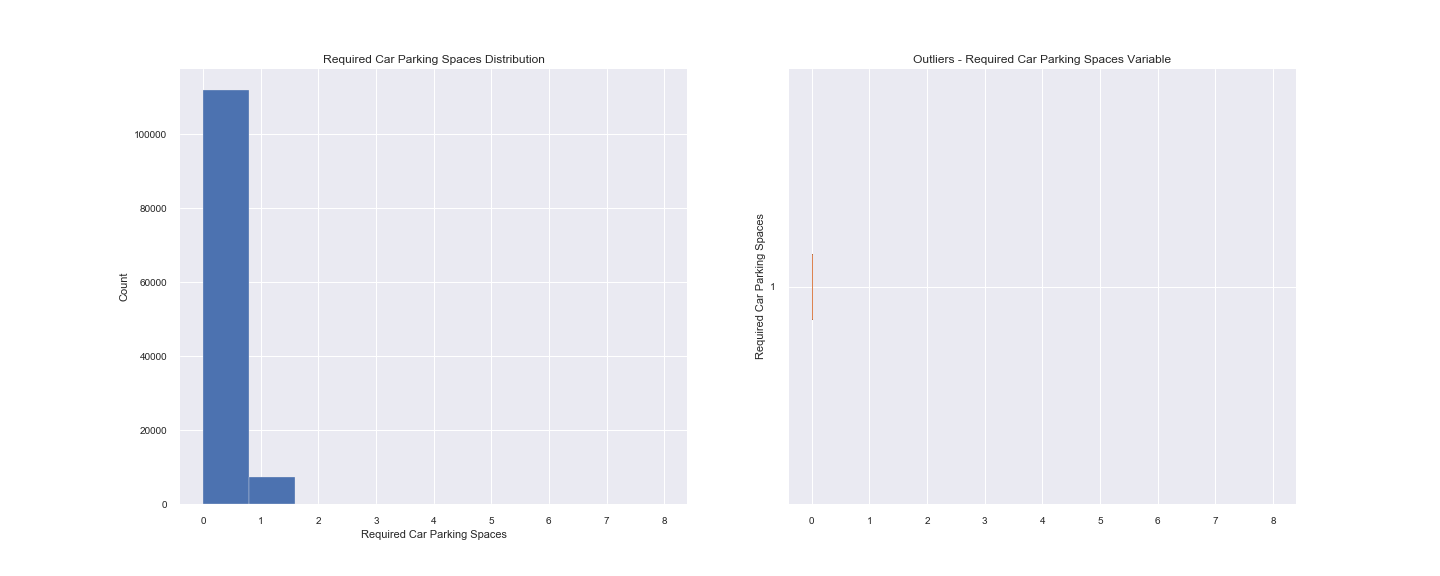 Required Car Parking Spaces Distribution
100000
80000
60000
40000
20000
0
Count
0 1 2 3 4 5 6 7 8
Required Car Parking Spaces
Outliers - Required Car Parking Spaces Variable
Required Car Parking Spaces
1
0 1 2 3 4 5 6 7 8